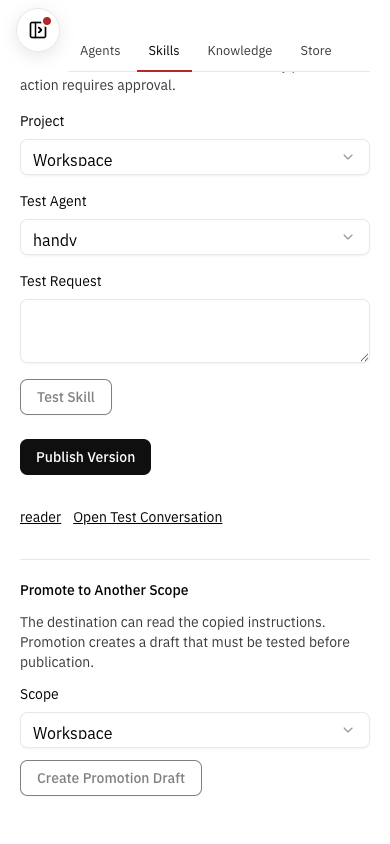 Agents Skills Knowledge Store
action requires approval.
Project
Workspace
Test Agent
handy
Test Request
Test Skill
Publish Version
reader Open Test Conversation
Promote to Another Scope
The destination can read the copied instructions.
Promotion creates a draft that must be tested before
publication.
Scope
Workspace
Create Promotion Draft